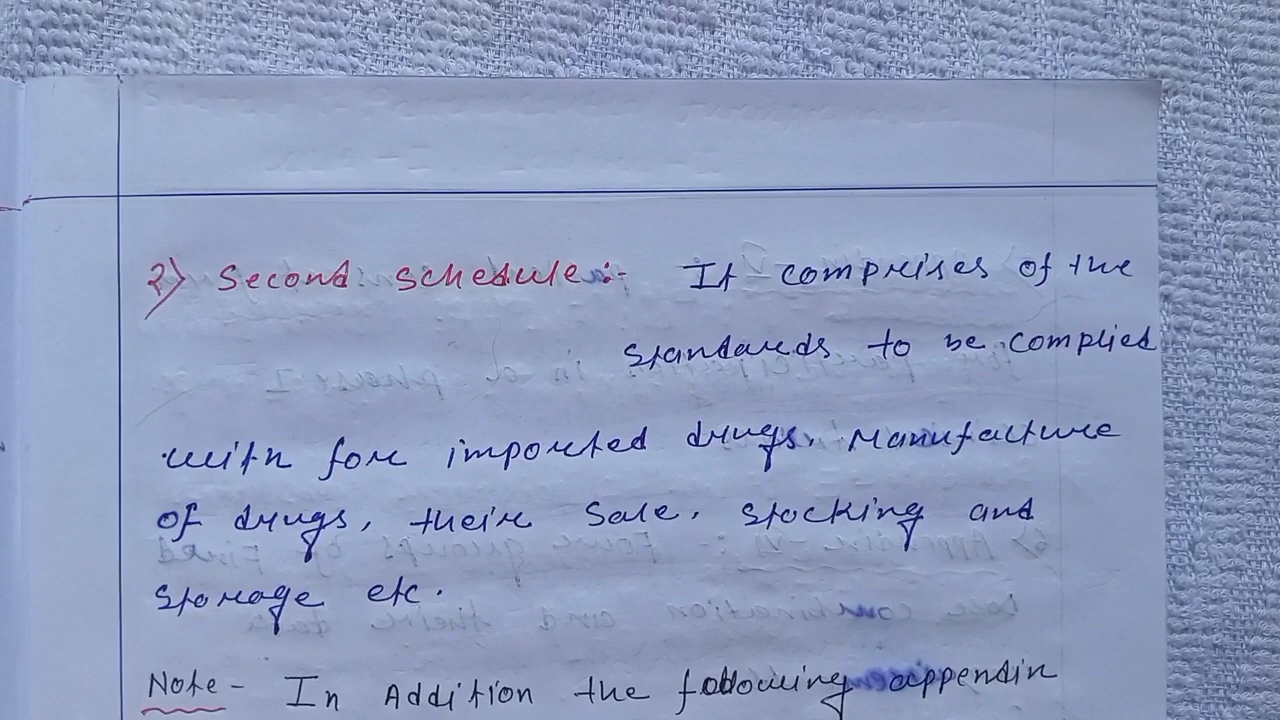 2) Second schedule :- It comprises of the
standards to be complied
with for imported drugs, Manufacture
of drugs, their Sale, Stocking and
storage etc.
Note - In Addition the following appendix